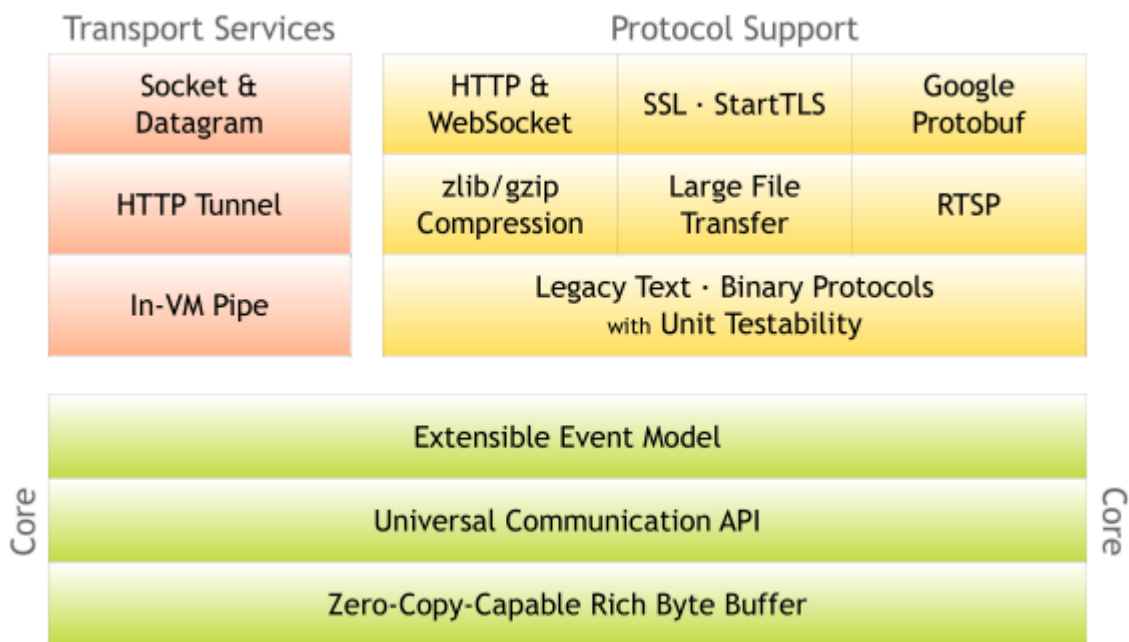 Transport Services
Protocol Support
Socket &
Datagram
HTTP &
WebSocket
SSL · StartTLS
Google
Protobuf
HTTP Tunnel
zlib/gzip
Compression
Large File
Transfer
RTSP
In-VM Pipe
Legacy Text · Binary Protocols
with Unit Testability
Core
Extensible Event Model
Universal Communication API
Zero-Copy-Capable Rich Byte Buffer
Core